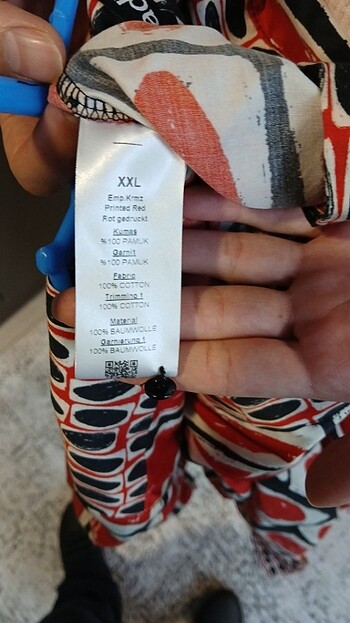 XXL
Emp.Krmz
Printed Red
Rot gedruckt
Kumaş
%100 PAMUK
Garnit
%100 PAMUK
Fabric
100% COTTON
Trimming 1
100% COTTON
Material
100% BAUMWOLLE
Garnierung 1
100% BAUMWOLLE